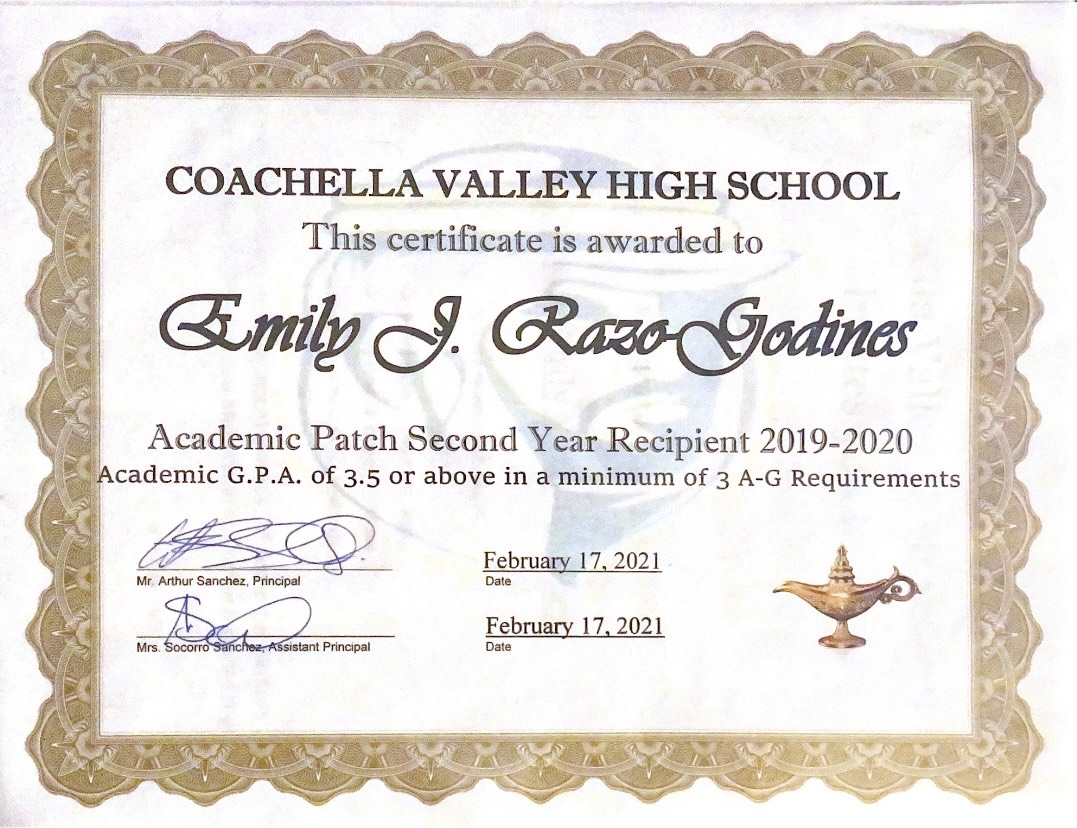 COACHELLA VALLEY HIGH SCHOOL
This certificate is awarded to
Emily J. Razo-Godines
Academic Patch Second Year Recipient 2019-2020
Academic G.P.A. of 3.5 or above in a minimum of 3 A-G Requirements
Mr. Arthur Sanchez, Principal
February 17, 2021
Date
Mrs. Socorro Sanchez, Assistant Principal
February 17, 2021
Date